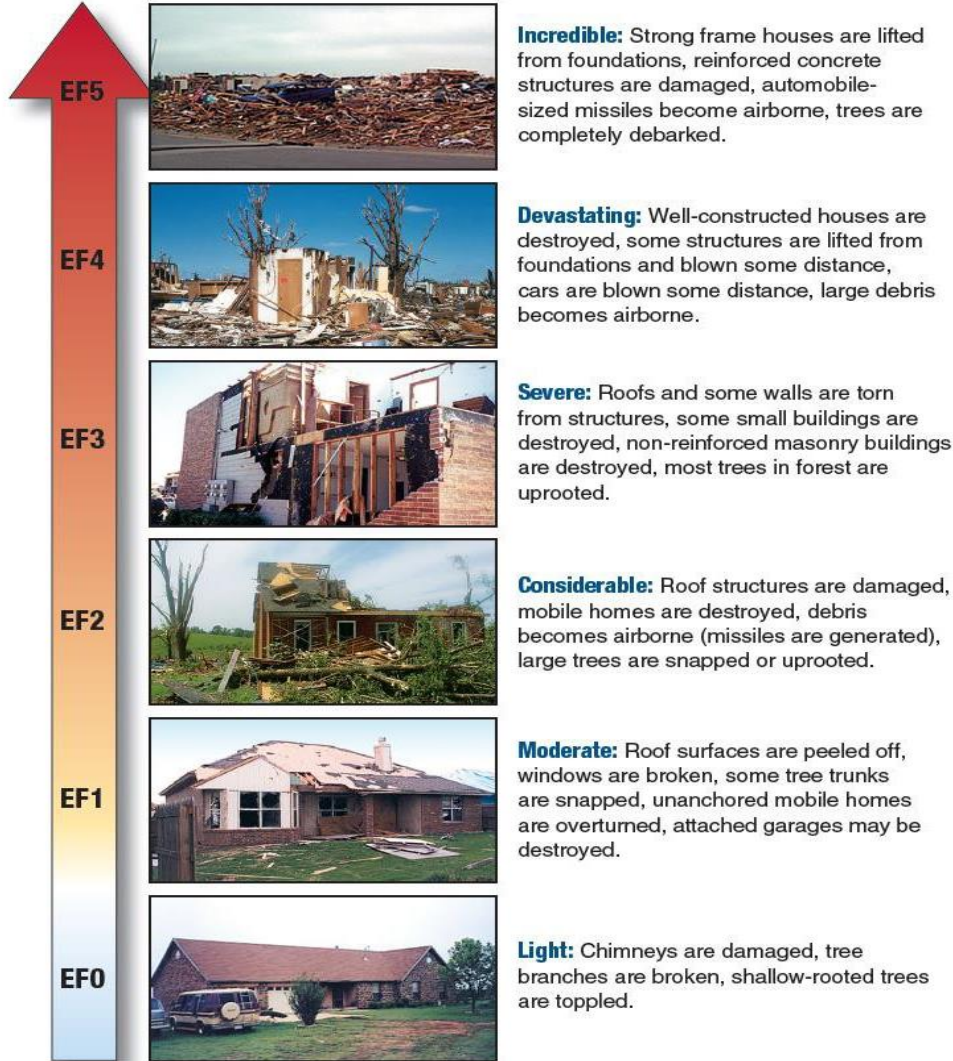 EF5
Incredible: Strong frame houses are lifted
from foundations, reinforced concrete
structures are damaged, automobile-
sized missiles become airborne, trees are
completely debarked.
EF4
Devastating: Well-constructed houses are
destroyed, some structures are lifted from
foundations and blown some distance,
cars are blown some distance, large debris
becomes airborne.
EF3
Severe: Roofs and some walls are torn
from structures, some small buildings are
destroyed, non-reinforced masonry buildings
are destroyed, most trees in forest are
uprooted.
EF2
Considerable: Roof structures are damaged,
mobile homes are destroyed, debris
becomes airborne (missiles are generated),
large trees are snapped or uprooted.
EF1
Moderate: Roof surfaces are peeled off,
windows are broken, some tree trunks
are snapped, unanchored mobile homes
are overturned, attached garages may be
destroyed.
EF0
Light: Chimneys are damaged, tree
branches are broken, shallow-rooted trees
are toppled.